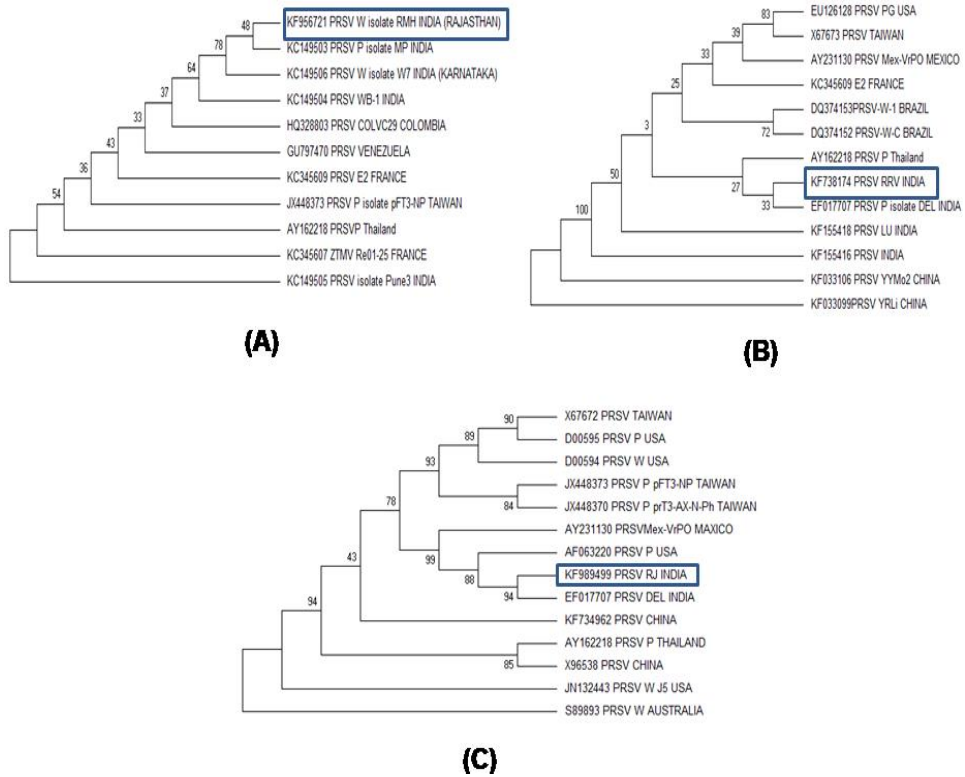 KF956721 PRSV W isolate RMH INDIA (RAJASTHAN)
48
KC149503 PRSV P isolate MP INDIA
78
KC149506 PRSV W isolate W7 INDIA (KARNATAKA)
64
KC149504 PRSV WB-1 INDIA
37
HQ328803 PRSV COLVC29 COLOMBIA
33
GU797470 PRSV VENEZUELA
43
KC345609 PRSV E2 FRANCE
36
JX448373 PRSV P isolate pFT3-NP TAIWAN
54
AY162218 PRSVP Thailand
KC345607 ZTMV Re01-25 FRANCE
KC149505 PRSV isolate Pune3 INDIA
(A)
EU126128 PRSV PG USA
83
X67673 PRSV TAIWAN
39
AY231130 PRSV Mex-VrPO MEXICO
33
KC345609 E2 FRANCE
25
DQ374153PRSV-W-1 BRAZIL
72
DQ374152 PRSV-W-C BRAZIL
3
AY162218 PRSV P Thailand
KF738174 PRSV RRV INDIA
27
33
EF017707 PRSV P isolate DEL INDIA
50
KF155418 PRSV LU INDIA
100
KF155416 PRSV INDIA
KF033106 PRSV YYMo2 CHINA
KF033099PRSV YRLi CHINA
(B)
X67672 PRSV TAIWAN
90
D00595 PRSV P USA
89
D00594 PRSV W USA
93
JX448373 PRSV P pFT3-NP TAIWAN
84
JX448370 PRSV P prT3-AX-N-Ph TAIWAN
78
AY231130 PRSVMex-VrPO MAXICO
99
AF063220 PRSV P USA
88
KF989499 PRSV RJ INDIA
94
EF017707 PRSV DEL INDIA
43
KF734962 PRSV CHINA
94
AY162218 PRSV P THAILAND
85
X96538 PRSV CHINA
JN132443 PRSV W J5 USA
S89893 PRSV W AUSTRALIA
(C)